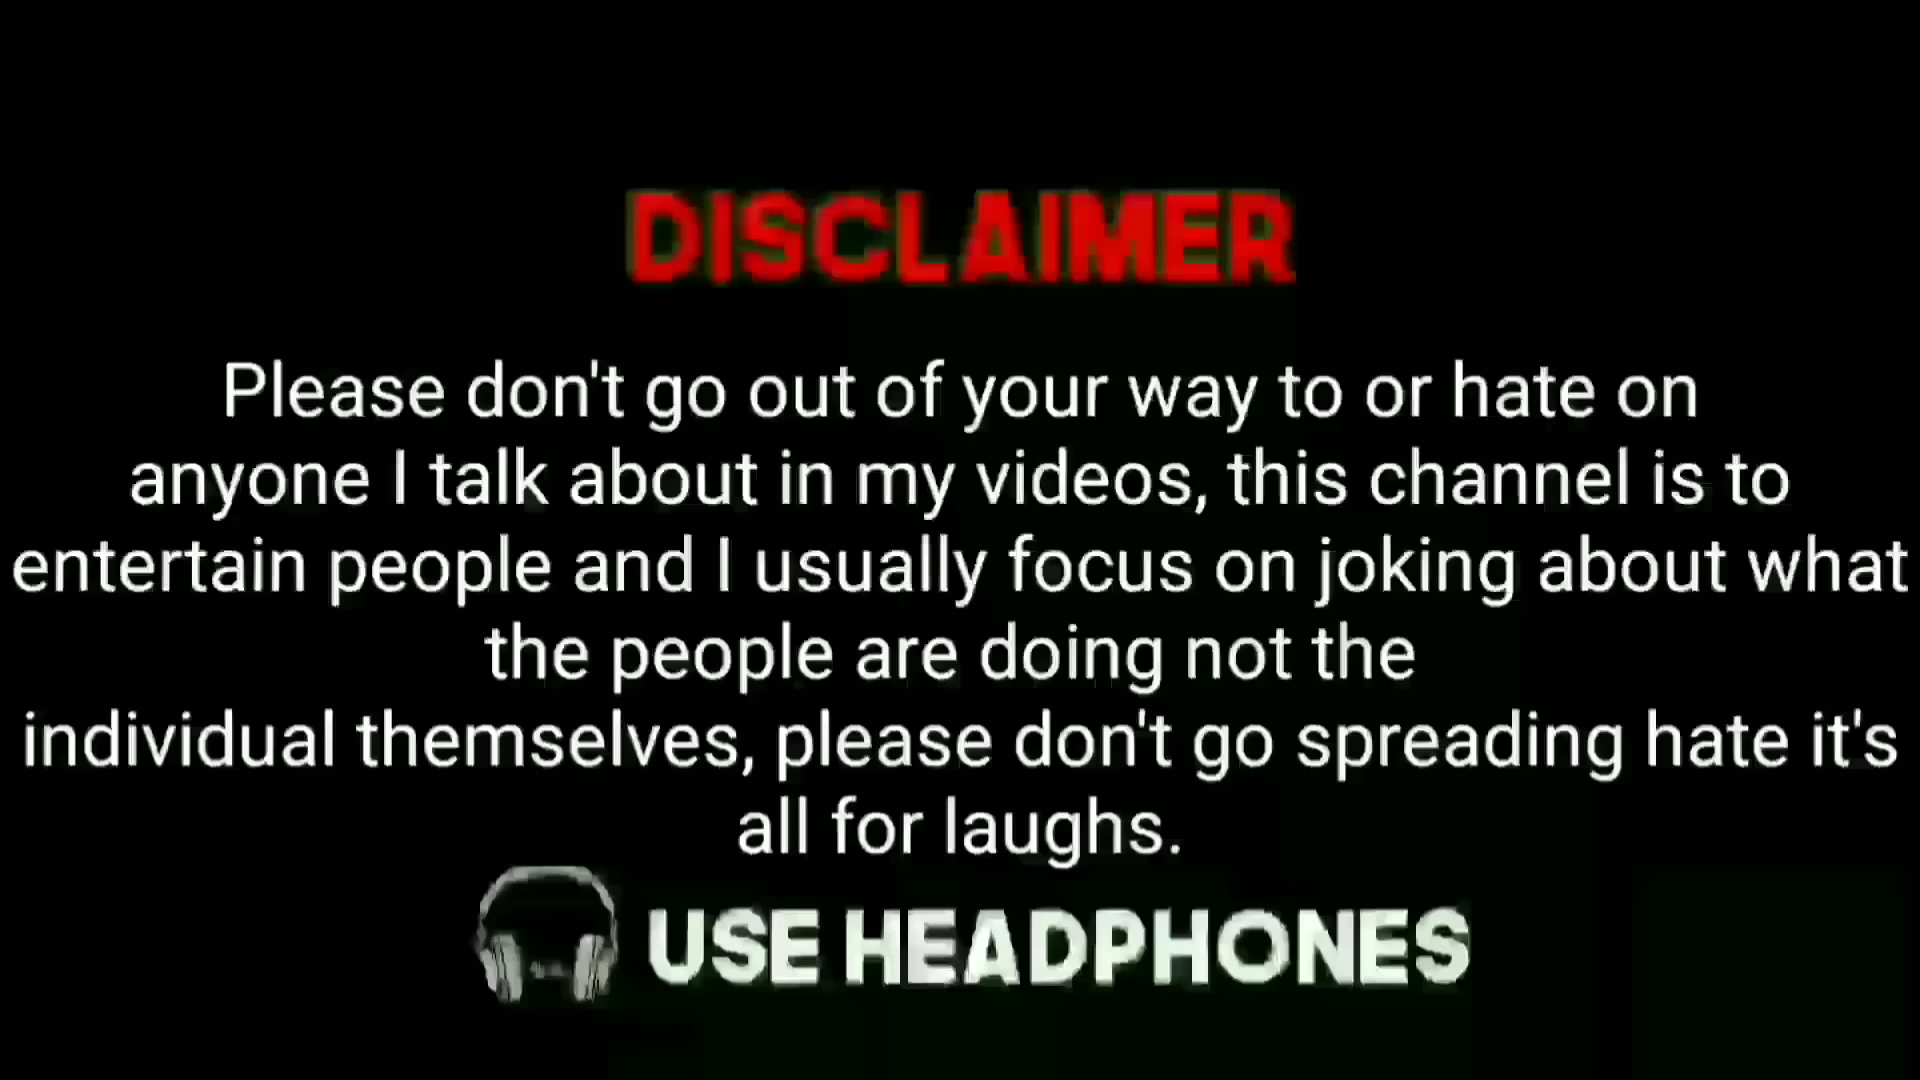 DISCLAIMER
Please don't go out of your way to or hate on
anyone I talk about in my videos, this channel is to
entertain people and I usually focus on joking about what
the people are doing not the
individual themselves, please don't go spreading hate it's
all for laughs.
USE HEADPHONES